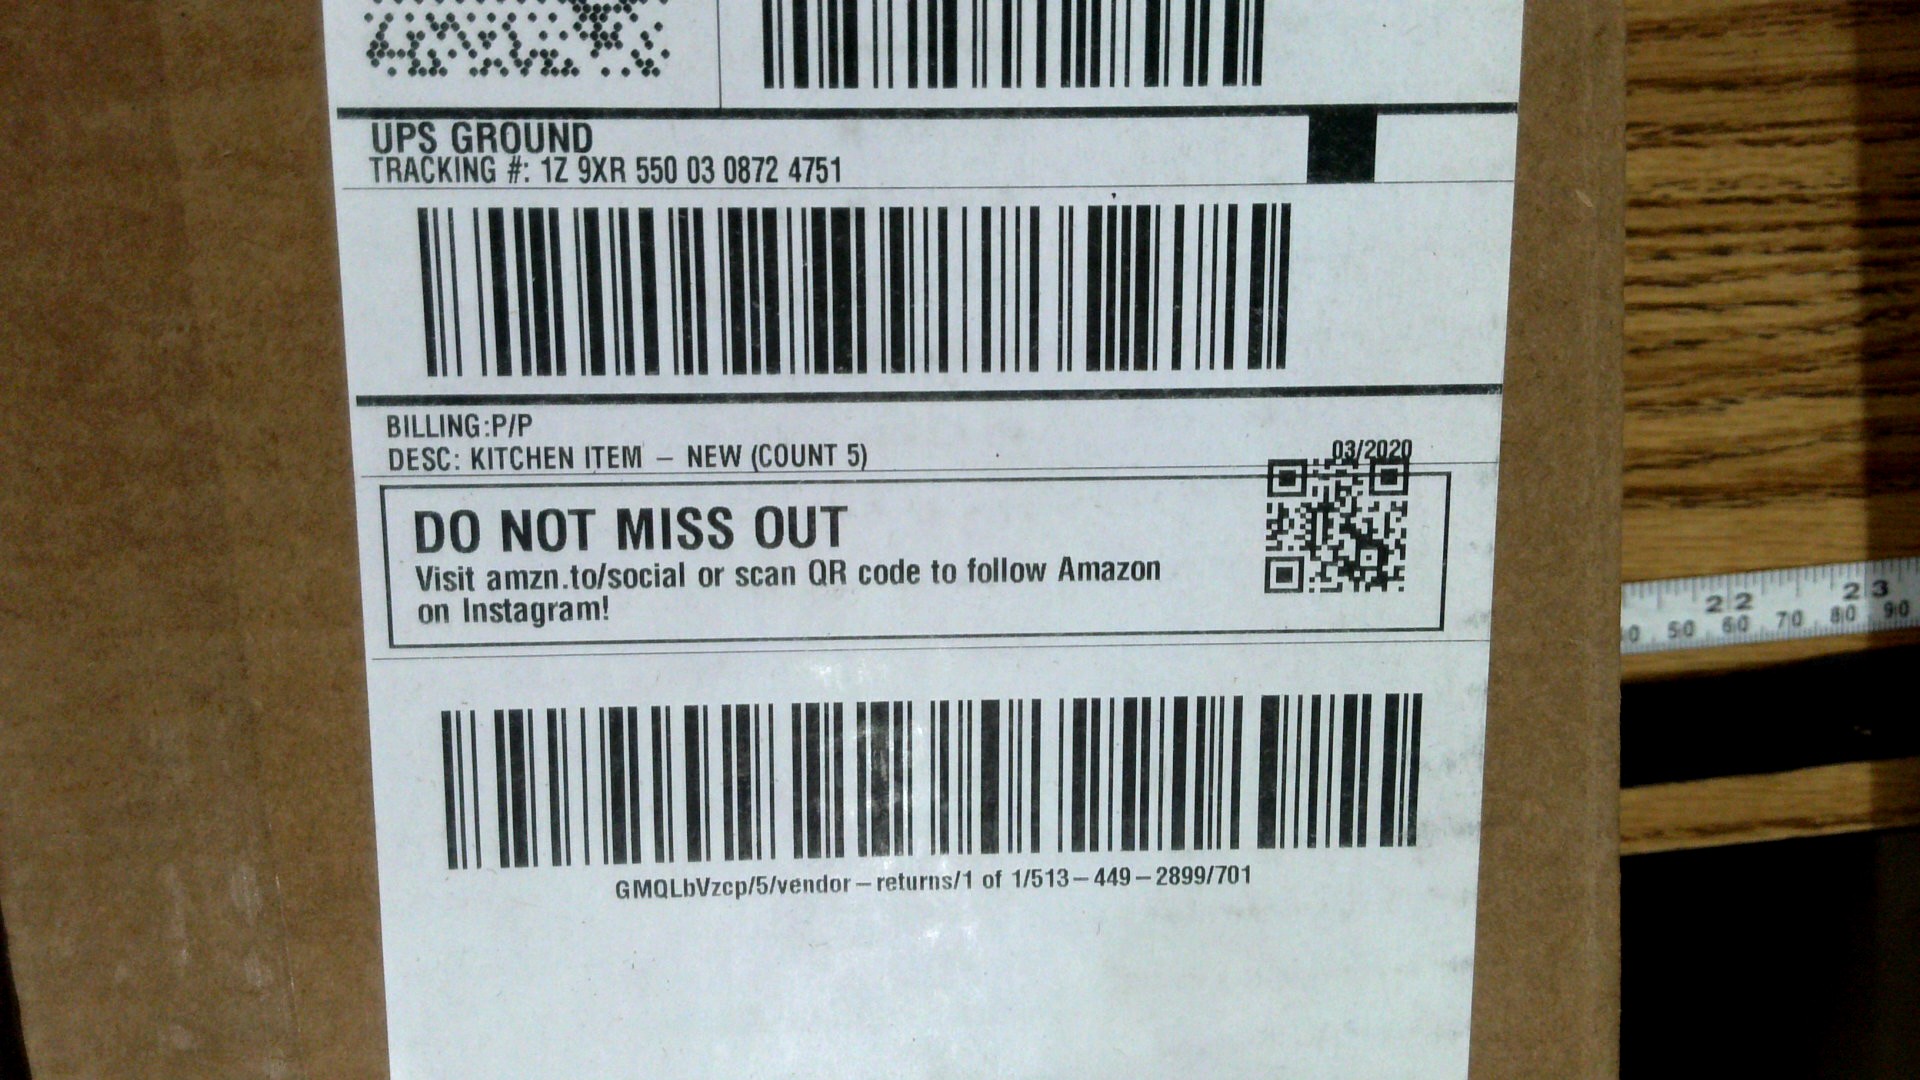 UPS GROUND
TRACKING #: 1Z 9XR 550 03 0872 4751
BILLING:P/P
DESC: KITCHEN ITEM – NEW (COUNT 5)
03/2020
DO NOT MISS OUT
Visit amzn.to/social or scan QR code to follow Amazon
on Instagram!
GMQLbVzcp/5/vendor–returns/1 of 1/513–449–2899/701
22 23
50 60 70 80 90